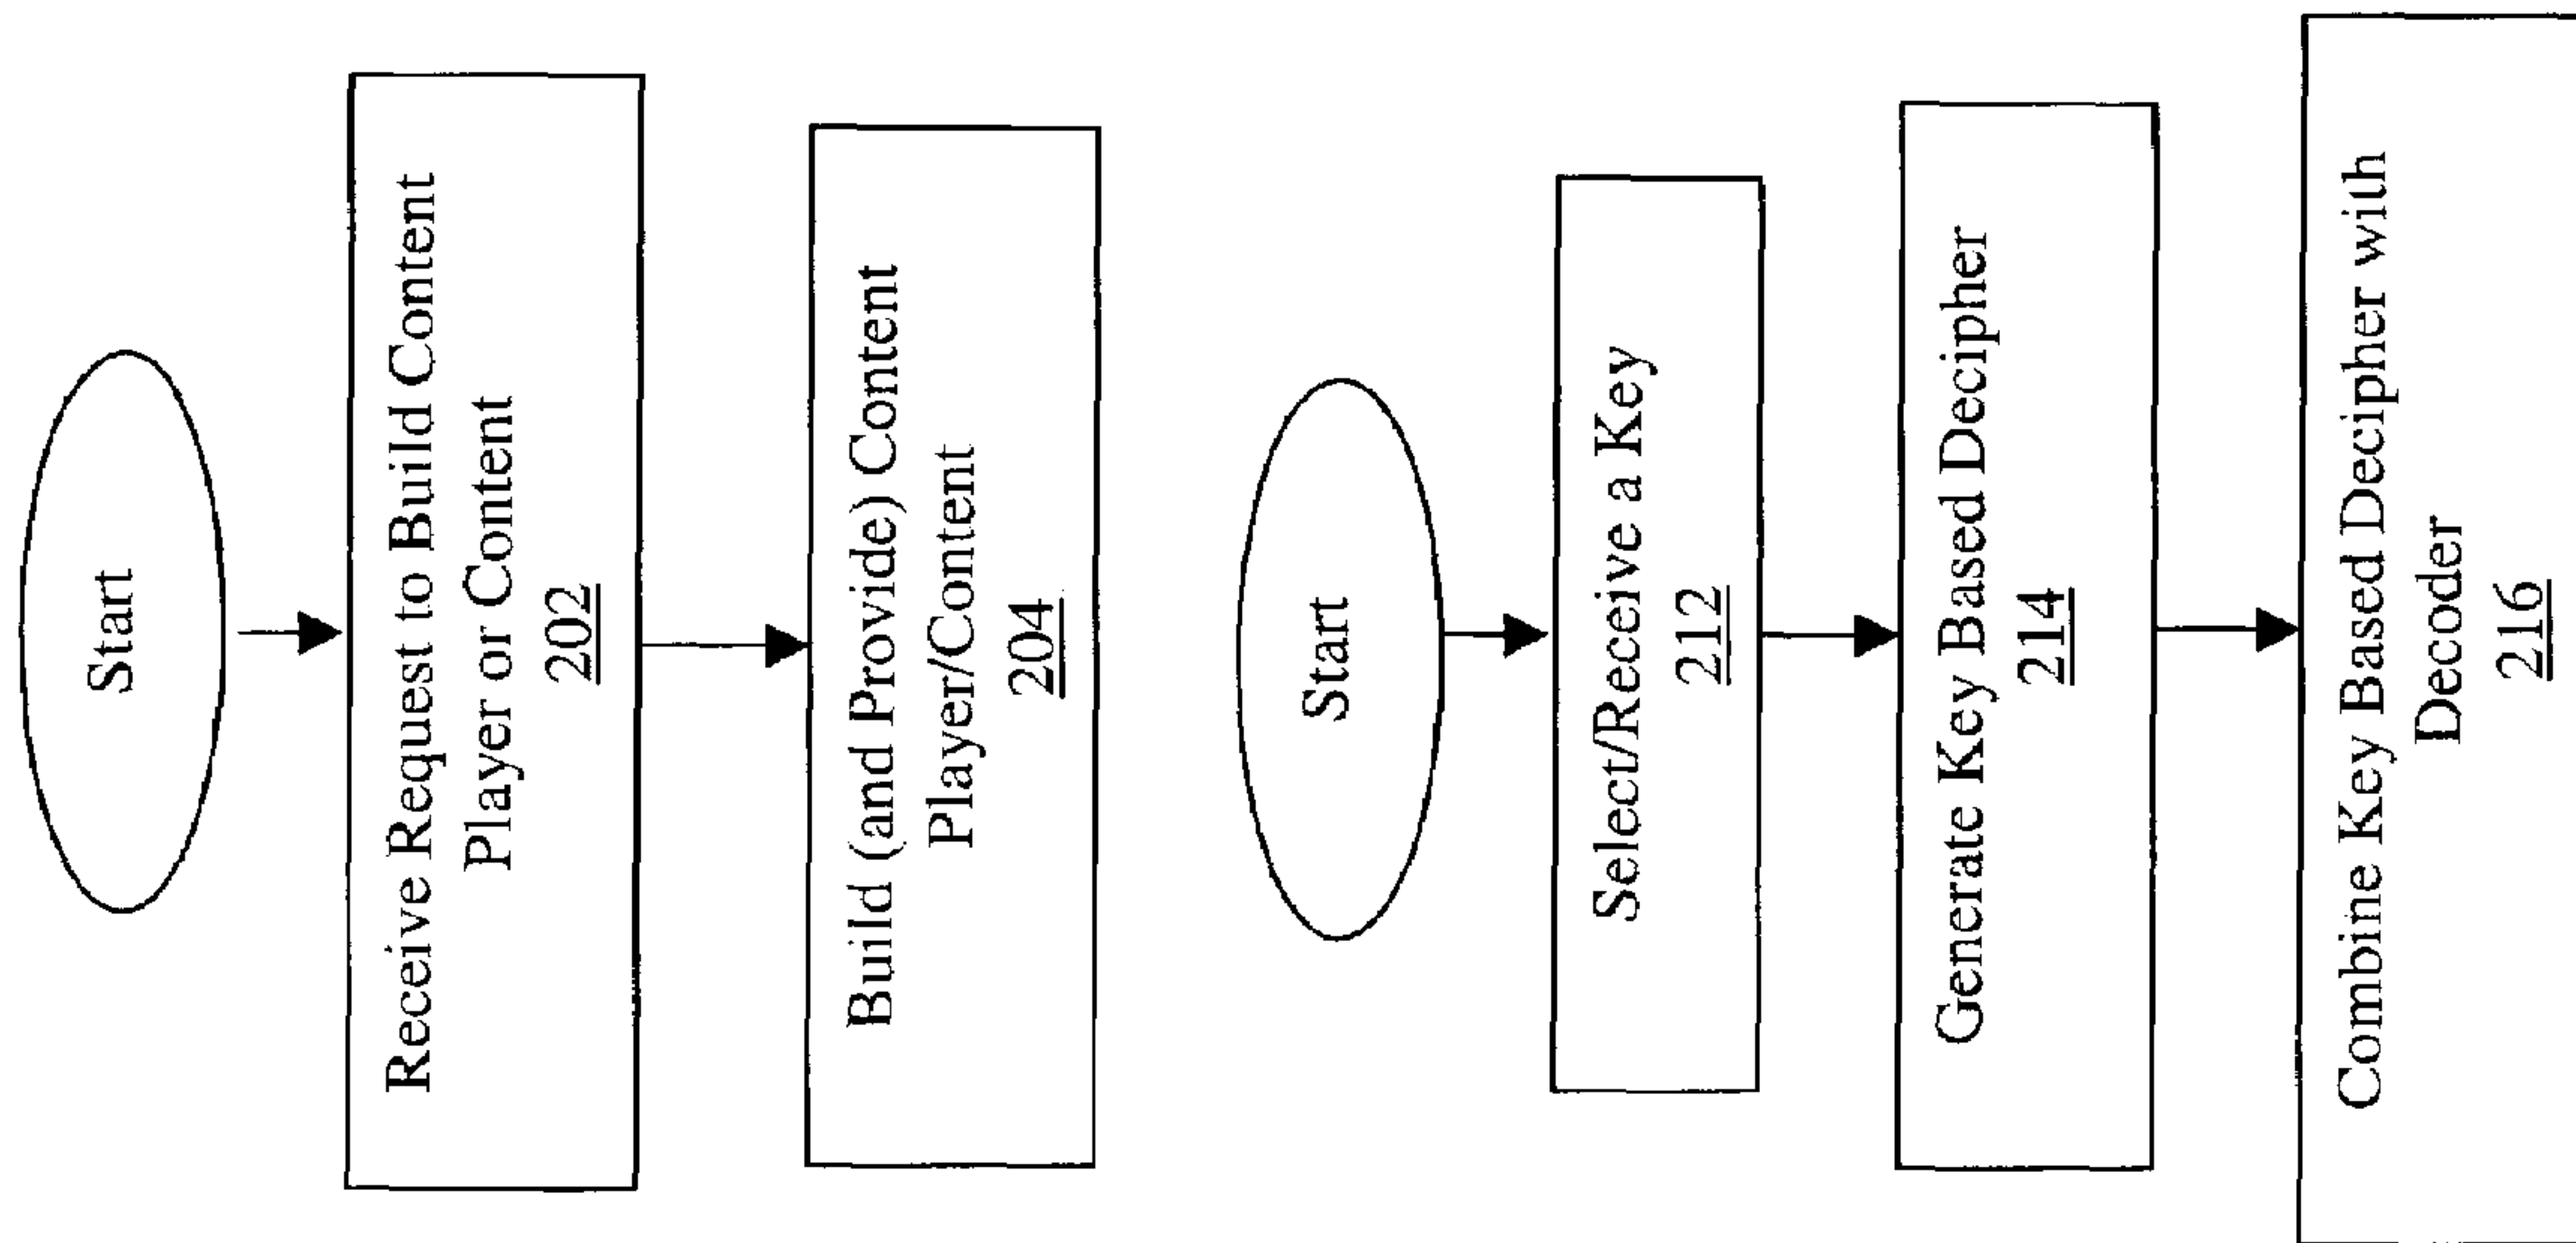 Start
Receive Request to Build Content
Player or Content
202
Build (and Provide) Content
Player/Content
204
Start
Select/Receive a Key
212
Generate Key Based Decipher
214
Combine Key Based Decipher with
Decoder
216